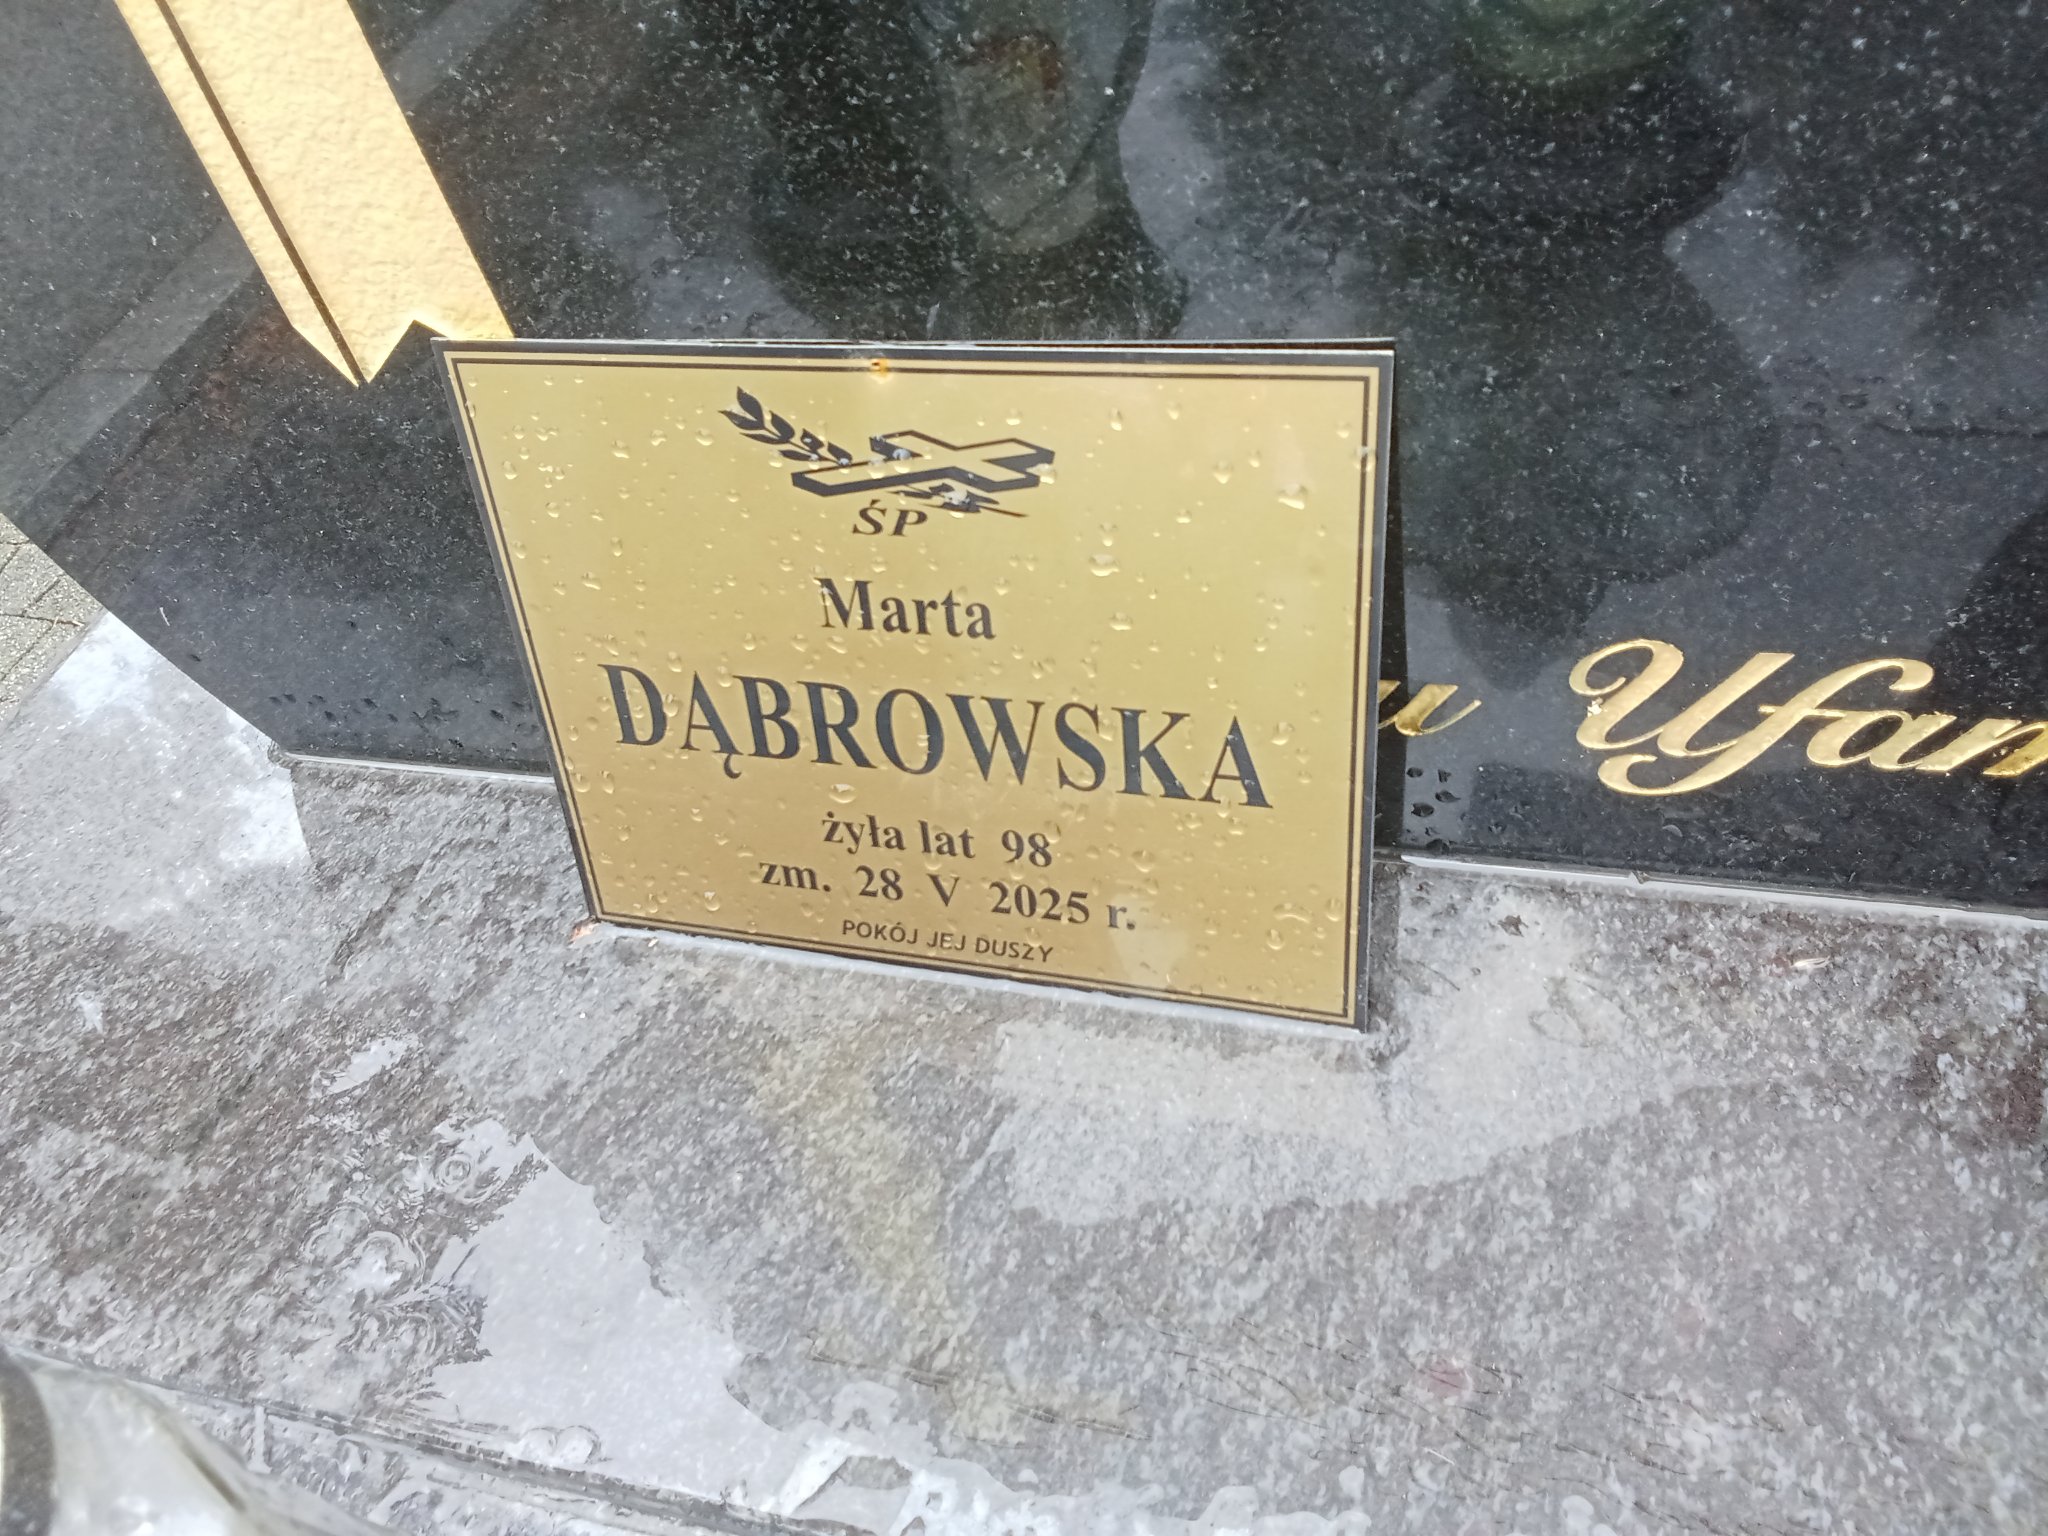 ŚP
Marta
DĄBROWSKA
żyła lat 98
zm. 28 V 2025 r.
POKÓJ JEJ DUSZY